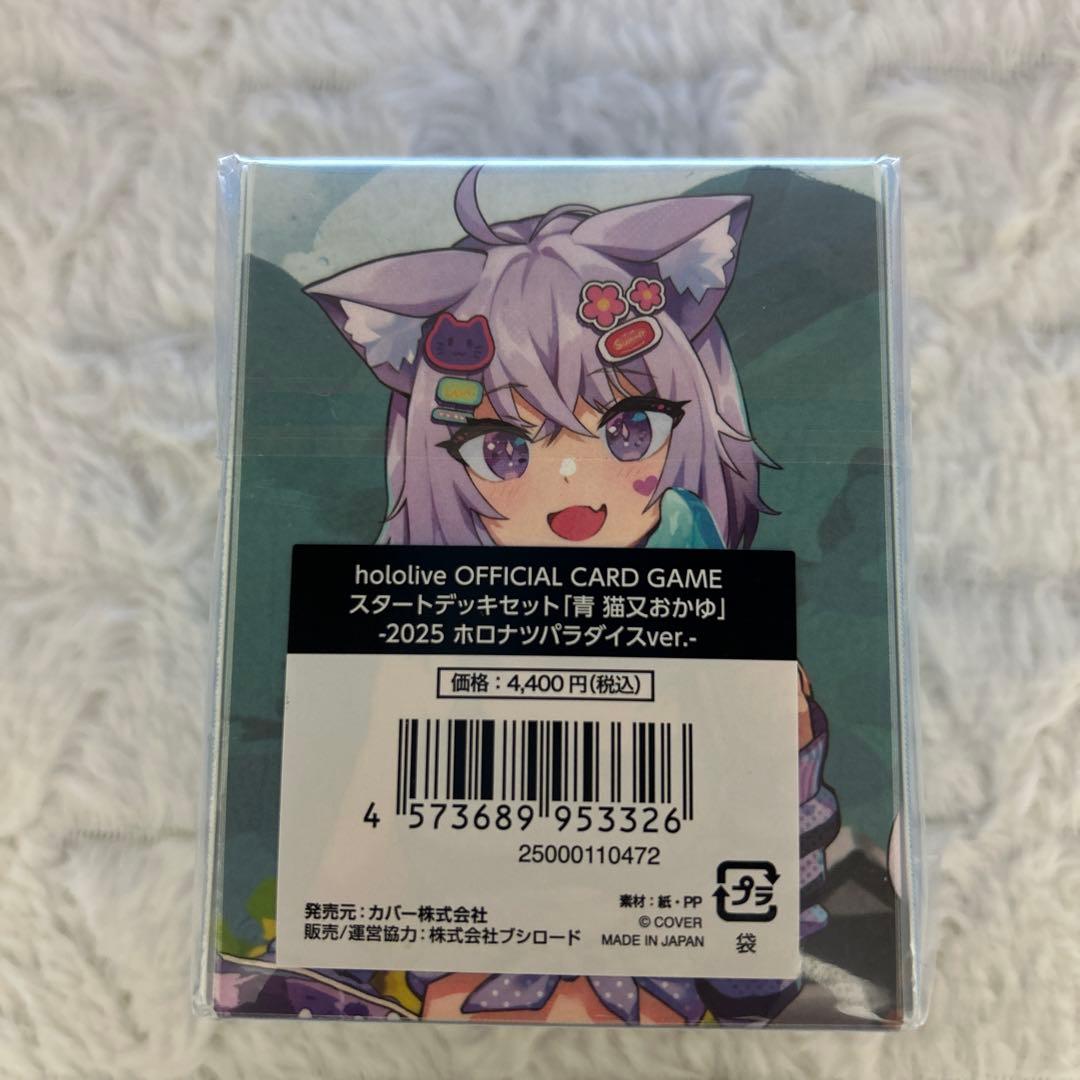 Summer
hololive OFFICIAL CARD GAME
スタートデッキセット「青 猫又おかゆ」
-2025 ホロナツパラダイスver.-
価格：4,400円(税込)
4 573689 953326
25000110472
発売元：カバー株式会社
販売/運営協力：株式会社ブシロード
素材：紙・PP
© COVER
MADE IN JAPAN
プラ
袋